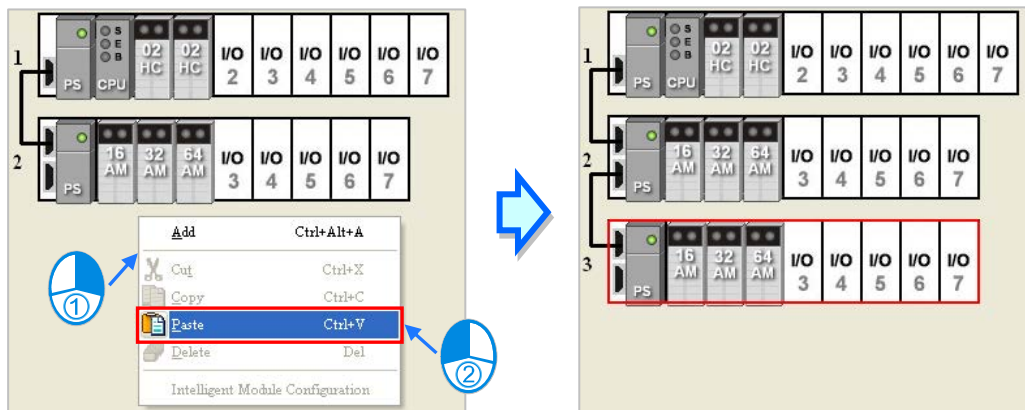 1
PS
CPU
S
E
B
02
HC
02
HC
I/O
2
I/O
3
I/O
4
I/O
5
I/O
6
I/O
7
2
PS
16
AM
32
AM
64
AM
I/O
3
I/O
4
I/O
5
I/O
6
I/O
7
Add Ctrl+Alt+A
Cut Ctrl+X
Copy Ctrl+C
Paste Ctrl+V
Delete Del
Intelligent Module Configuration
①
②
1
PS
CPU
S
E
B
02
HC
02
HC
I/O
2
I/O
3
I/O
4
I/O
5
I/O
6
I/O
7
2
PS
16
AM
32
AM
64
AM
I/O
3
I/O
4
I/O
5
I/O
6
I/O
7
3
PS
16
AM
32
AM
64
AM
I/O
3
I/O
4
I/O
5
I/O
6
I/O
7